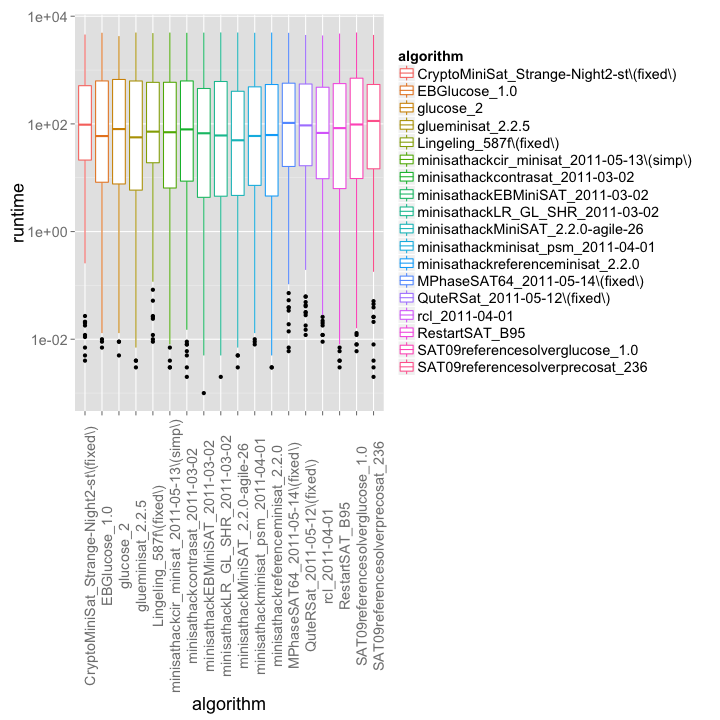 1e+04
1e+02
1e+00
1e-02
runtime
algorithm
CryptoMiniSat_Strange-Night2-st\(fixed\)
EBGlucose_1.0
glucose_2
glueminisat_2.2.5
Lingeling_587f\(fixed\)
minisathackcir_minisat_2011-05-13\(simp\)
minisathackcontrasat_2011-03-02
minisathackEBMiniSAT_2011-03-02
minisathackLR_GL_SHR_2011-03-02
minisathackMiniSAT_2.2.0-agile-26
minisathackminisat_psm_2011-04-01
minisathackreferenceminisat_2.2.0
MPhaseSAT64_2011-05-14\(fixed\)
QuteRSat_2011-05-12\(fixed\)
rcl_2011-04-01
RestartSAT_B95
SAT09referencesolverglucose_1.0
SAT09referencesolverprecosat_236
CryptoMiniSat_Strange-Night2-st\(fixed\)
EBGlucose_1.0
glucose_2
glueminisat_2.2.5
Lingeling_587f\(fixed\)
minisathackcir_minisat_2011-05-13\(simp\)
minisathackcontrasat_2011-03-02
minisathackEBMiniSAT_2011-03-02
minisathackLR_GL_SHR_2011-03-02
minisathackMiniSAT_2.2.0-agile-26
minisathackminisat_psm_2011-04-01
minisathackreferenceminisat_2.2.0
MPhaseSAT64_2011-05-14\(fixed\)
QuteRSat_2011-05-12\(fixed\)
rcl_2011-04-01
RestartSAT_B95
SAT09referencesolverglucose_1.0
SAT09referencesolverprecosat_236
algorithm